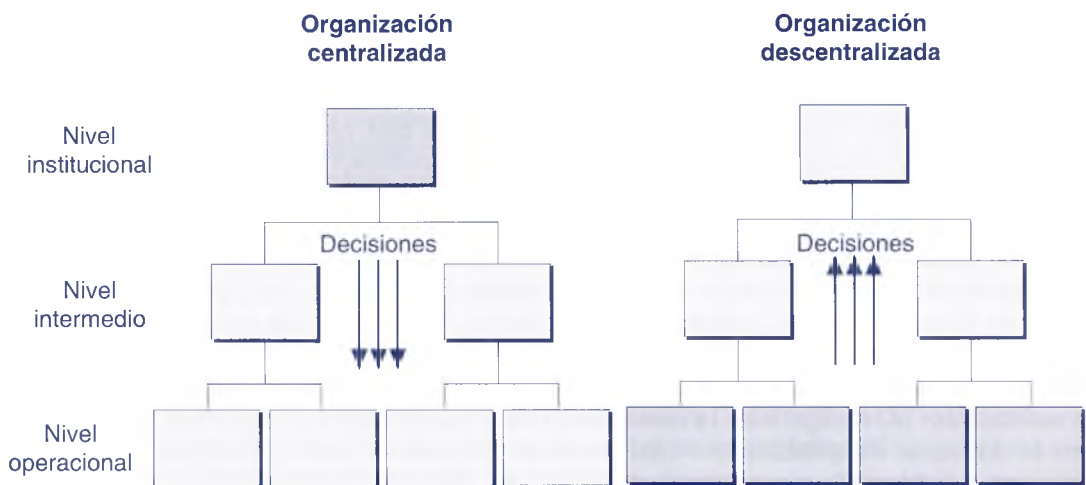 Organización
centralizada
Organización
descentralizada
Nivel
institucional
Decisiones
Decisiones
Nivel
intermedio
Nivel
operacional